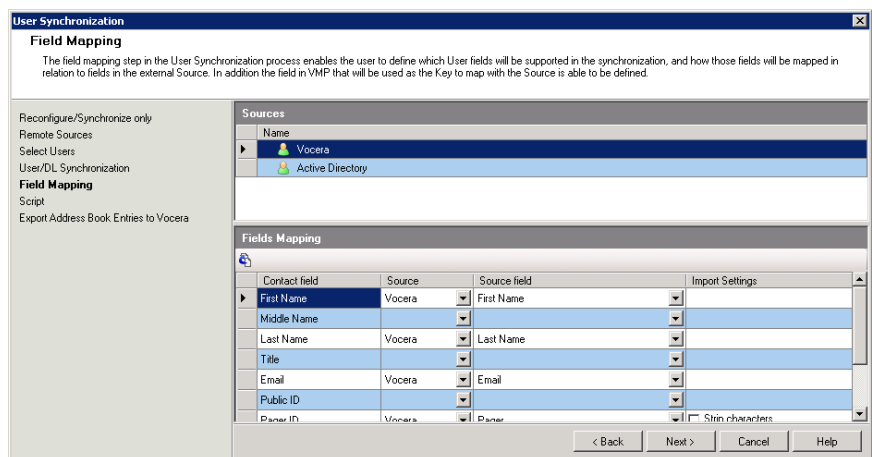 User Synchronization
Field Mapping
The field mapping step in the User Synchronization process enables the user to define which User fields will be supported in the synchronization, and how those fields will be mapped in
relation to fields in the external Source. In addition the field in VMP that will be used as the Key to map with the Source is able to be defined.
Reconfigure/Synchronize only
Remote Sources
Select Users
User/DL Synchronization
Field Mapping
Script
Export Address Book Entries to Vocera
Sources
Name
Vocera
Active Directory
Fields Mapping
Contact field Source Source field Import Settings
First Name Vocera First Name
Middle Name
Last Name Vocera Last Name
Title
Email Vocera Email
Public ID
Pager ID Vocera Pager Strip characters
< Back Next > Cancel Help